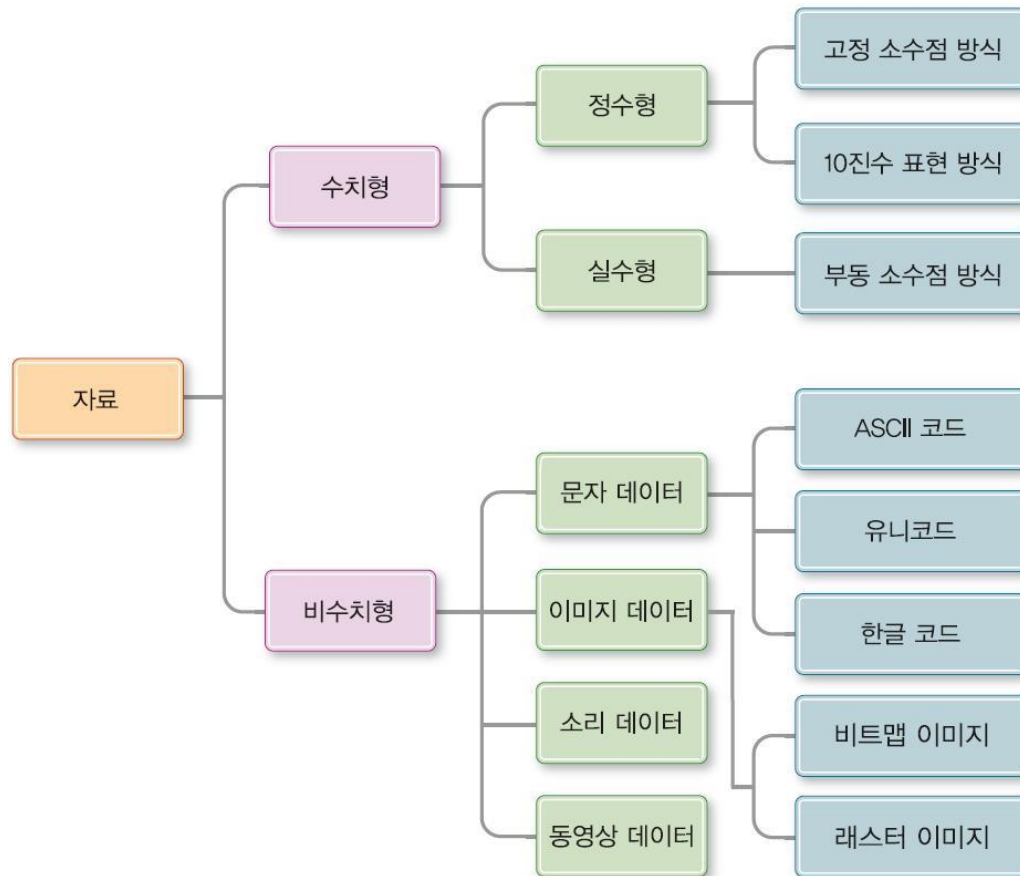 자료
수치형
정수형
고정 소수점 방식
10진수 표현 방식
실수형
부동 소수점 방식
비수치형
문자 데이터
ASCII 코드
유니코드
한글 코드
이미지 데이터
비트맵 이미지
래스터 이미지
소리 데이터
동영상 데이터